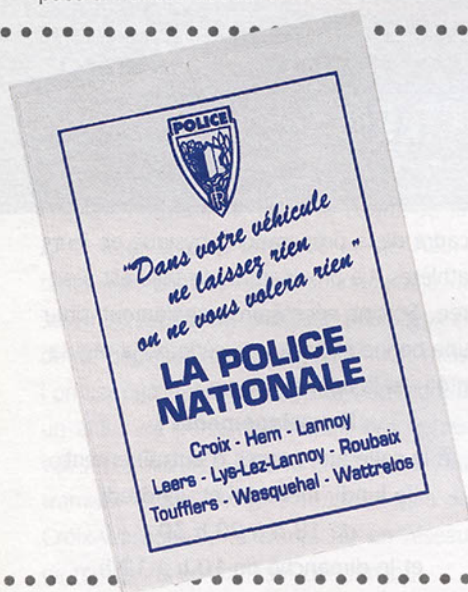 POLICE
R
"Dans votre véhicule
ne laissez rien
on ne vous volera rien"
LA POLICE
NATIONALE
Croix - Hem - Lannoy
Leers - Lys-Lez-Lannoy - Roubaix
Toufflers - Wasquehal - Wattrelos